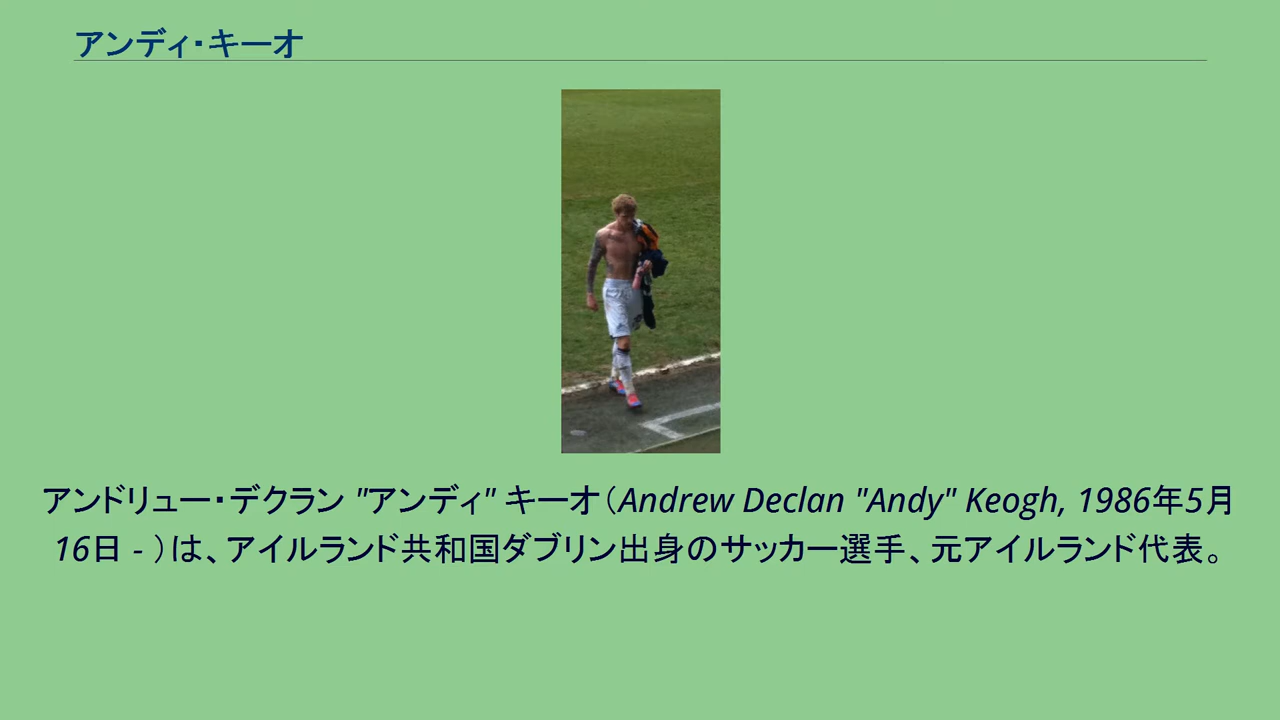 アンディ・キーオ
アンドリュー・デクラン "アンディ" キーオ（Andrew Declan "Andy" Keogh, 1986年5月
16日 - ）は、アイルランド共和国ダブリン出身のサッカー選手、元アイルランド代表。